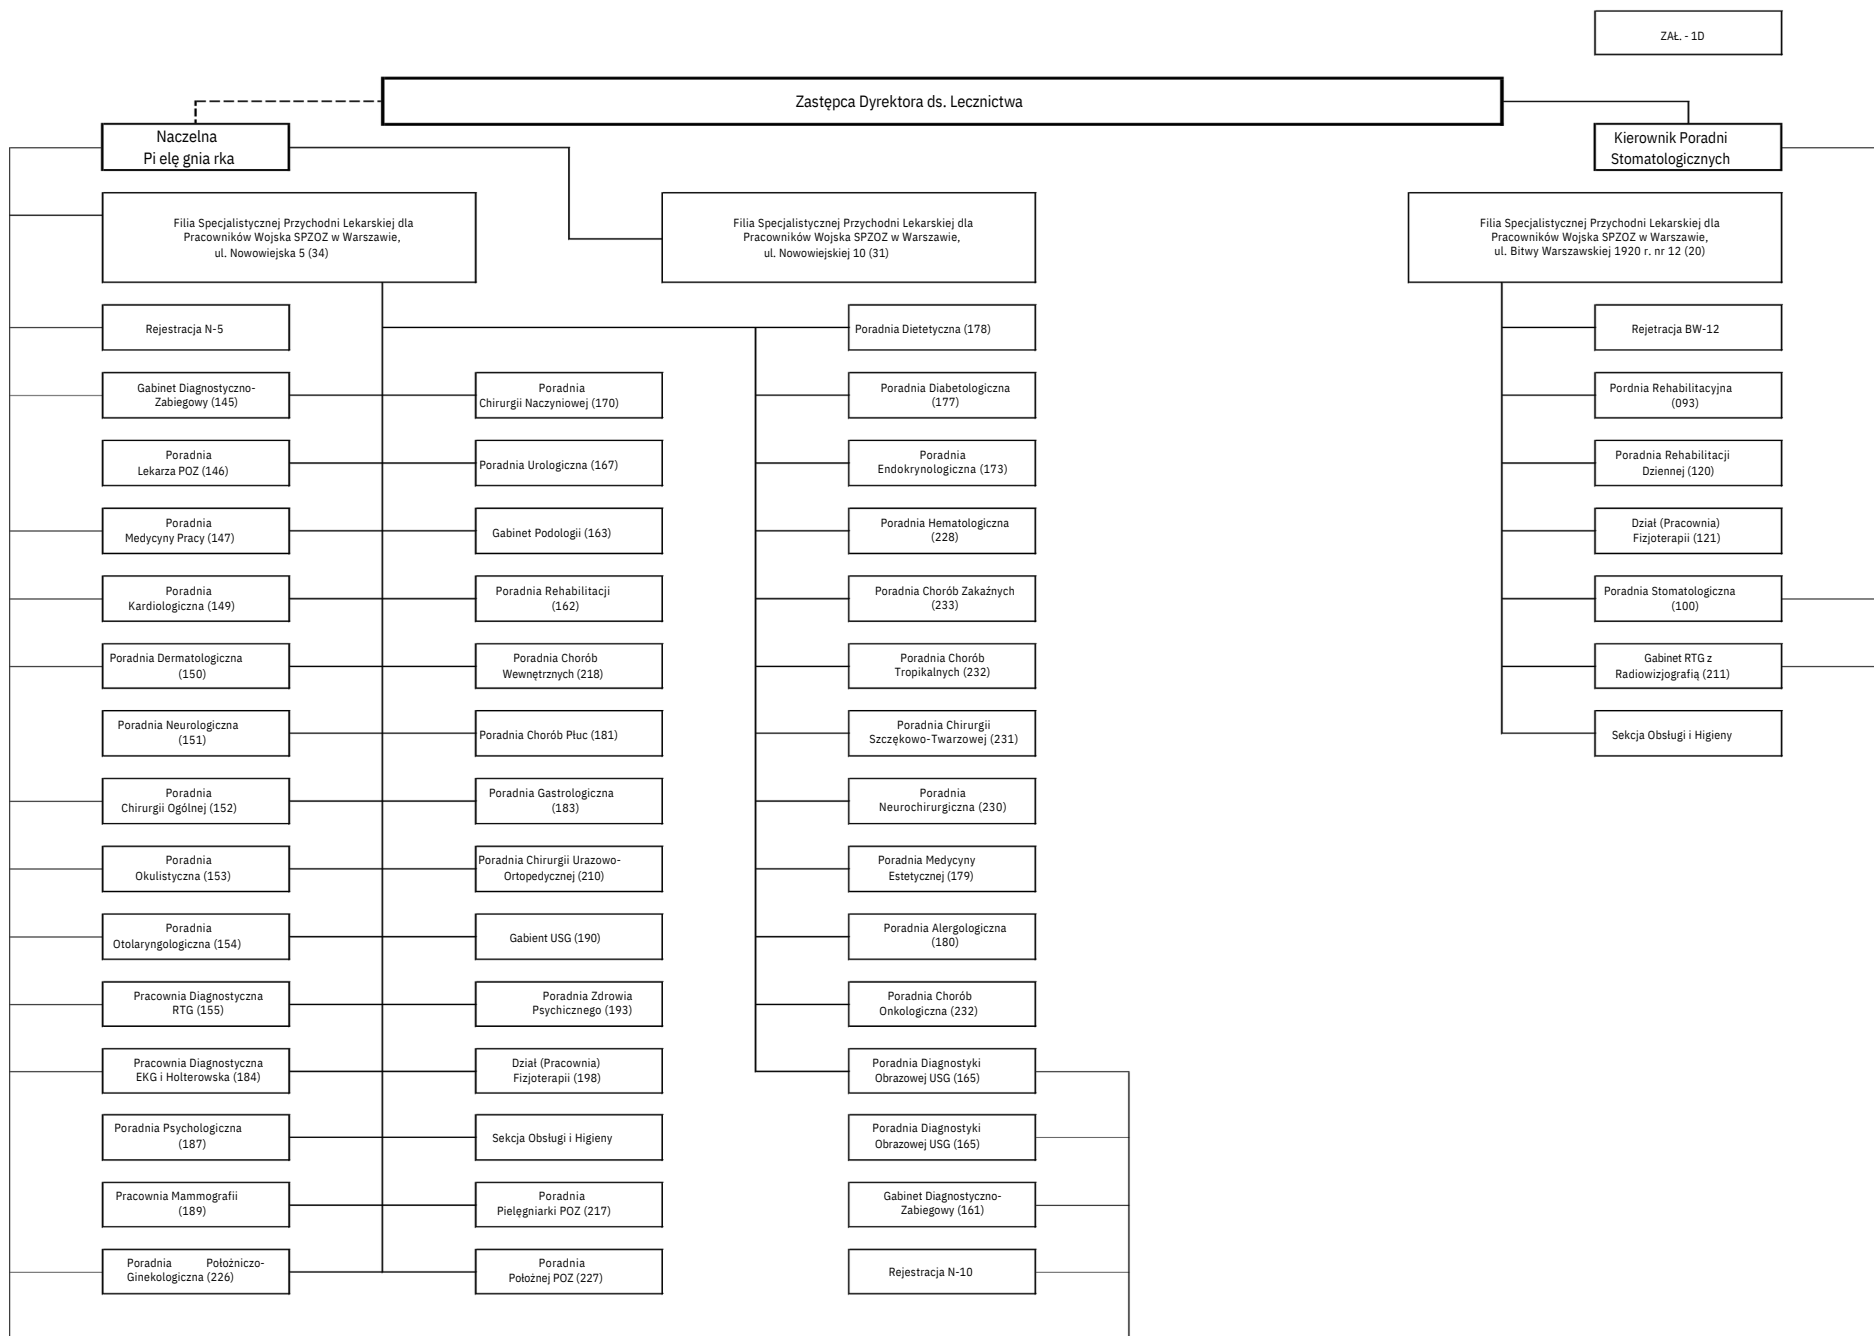 ZAŁ. - 1D
Zastępca Dyrektora ds. Lecznictwa
Naczelna
Pi elę gnia rka
Kierownik Poradni
Stomatologicznych
Filia Specjalistycznej Przychodni Lekarskiej dla
Pracowników Wojska SPZOZ w Warszawie,
ul. Nowowiejska 5 (34)
Filia Specjalistycznej Przychodni Lekarskiej dla
Pracowników Wojska SPZOZ w Warszawie,
ul. Nowowiejskiej 10 (31)
Filia Specjalistycznej Przychodni Lekarskiej dla
Pracowników Wojska SPZOZ w Warszawie,
ul. Bitwy Warszawskiej 1920 r. nr 12 (20)
Rejestracja N-5
Gabinet Diagnostyczno-
Zabiegowy (145)
Poradnia
Lekarza POZ (146)
Poradnia
Medycyny Pracy (147)
Poradnia
Kardiologiczna (149)
Poradnia Dermatologiczna
(150)
Poradnia Neurologiczna
(151)
Poradnia
Chirurgii Ogólnej (152)
Poradnia
Okulistyczna (153)
Poradnia
Otolaryngologiczna (154)
Pracownia Diagnostyczna
RTG (155)
Pracownia Diagnostyczna
EKG i Holterowska (184)
Poradnia Psychologiczna
(187)
Pracownia Mammografii
(189)
Poradnia Położniczo-
Ginekologiczna (226)
Poradnia
Chirurgii Naczyniowej (170)
Poradnia Urologiczna (167)
Gabinet Podologii (163)
Poradnia Rehabilitacji
(162)
Poradnia Chorób
Wewnętrznych (218)
Poradnia Chorób Płuc (181)
Poradnia Gastrologiczna
(183)
Poradnia Chirurgii Urazowo-
Ortopedycznej (210)
Gabient USG (190)
Poradnia Zdrowia
Psychicznego (193)
Dział (Pracownia)
Fizjoterapii (198)
Sekcja Obsługi i Higieny
Poradnia
Pielęgniarki POZ (217)
Poradnia
Położnej POZ (227)
Poradnia Dietetyczna (178)
Poradnia Diabetologiczna
(177)
Poradnia
Endokrynologiczna (173)
Poradnia Hematologiczna
(228)
Poradnia Chorób Zakaźnych
(233)
Poradnia Chorób
Tropikalnych (232)
Poradnia Chirurgii
Szczękowo-Twarzowej (231)
Poradnia
Neurochirurgiczna (230)
Poradnia Medycyny
Estetycznej (179)
Poradnia Alergologiczna
(180)
Poradnia Chorób
Onkologiczna (232)
Poradnia Diagnostyki
Obrazowej USG (165)
Poradnia Diagnostyki
Obrazowej USG (165)
Gabinet Diagnostyczno-
Zabiegowy (161)
Rejestracja N-10
Rejetracja BW-12
Pordnia Rehabilitacyjna
(093)
Poradnia Rehabilitacji
Dziennej (120)
Dział (Pracownia)
Fizjoterapii (121)
Poradnia Stomatologiczna
(100)
Gabinet RTG z
Radiowizjografią (211)
Sekcja Obsługi i Higieny